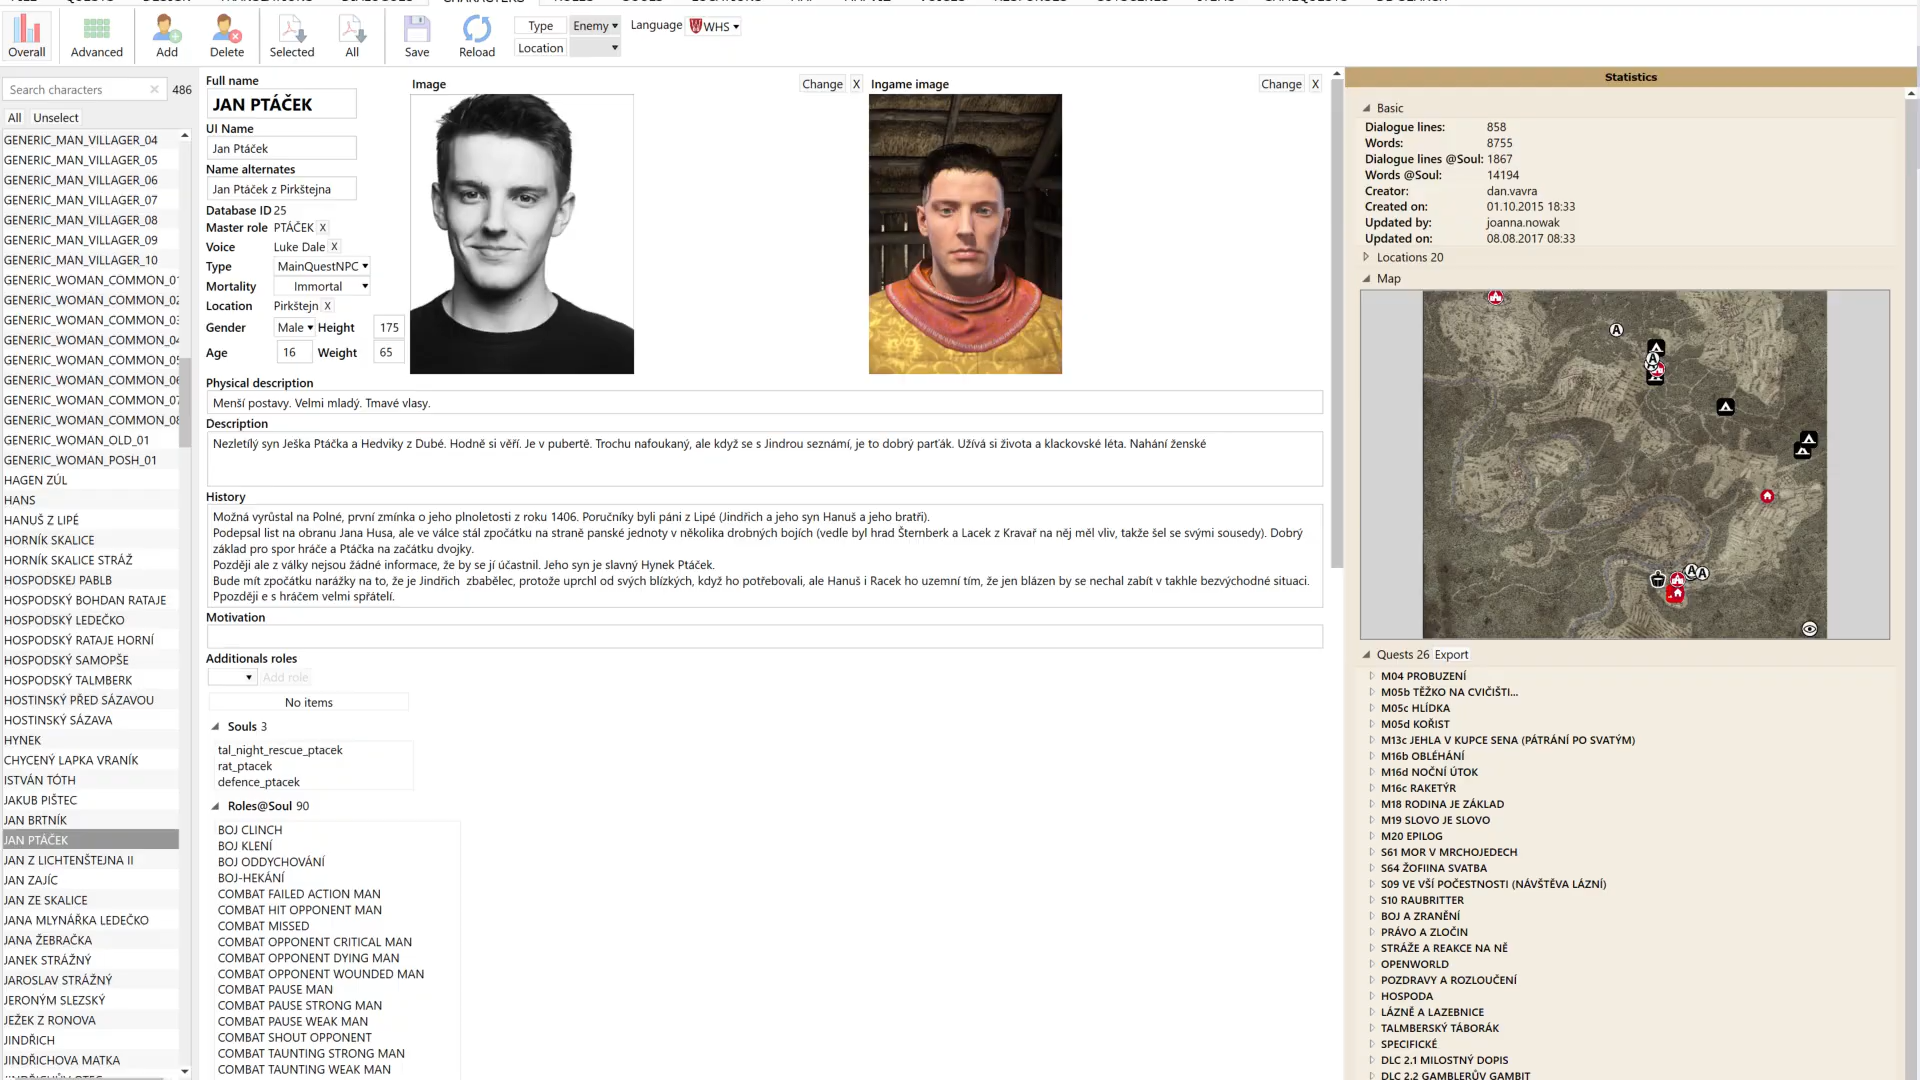 CHARACTERS
Overall
Advanced
Add
Delete
Selected
All
Save
Reload
Type Enemy
Location
Language WHS
Search characters 486
All Unselect
GENERIC_MAN_VILLAGER_04
GENERIC_MAN_VILLAGER_05
GENERIC_MAN_VILLAGER_06
GENERIC_MAN_VILLAGER_07
GENERIC_MAN_VILLAGER_08
GENERIC_MAN_VILLAGER_09
GENERIC_MAN_VILLAGER_10
GENERIC_WOMAN_COMMON_01
GENERIC_WOMAN_COMMON_02
GENERIC_WOMAN_COMMON_03
GENERIC_WOMAN_COMMON_04
GENERIC_WOMAN_COMMON_05
GENERIC_WOMAN_COMMON_06
GENERIC_WOMAN_COMMON_07
GENERIC_WOMAN_COMMON_08
GENERIC_WOMAN_OLD_01
GENERIC_WOMAN_POSH_01
HAGEN ZÚL
HANS
HANUŠ Z LIPÉ
HORNÍK SKALICE
HORNÍK SKALICE STRÁŽ
HOSPODSKEJ PABLB
HOSPODSKÝ BOHDAN RATAJE
HOSPODSKÝ LEDEČKO
HOSPODSKÝ RATAJE HORNÍ
HOSPODSKÝ SAMOPŠE
HOSPODSKÝ TALMBERK
HOSTINSKÝ PŘED SÁZAVOU
HOSTINSKÝ SÁZAVA
HYNEK
CHYCENÝ LAPKA VRANÍK
ISTVÁN TÓTH
JAKUB PIŠTEC
JAN BRTNÍK
JAN PTÁČEK
JAN Z LICHTENŠTEJNA II
JAN ZAJÍC
JAN ZE SKALICE
JANA MLYNÁŘKA LEDEČKO
JANA ŽEBRAČKA
JANEK STRÁŽNÝ
JAROSLAV STRÁŽNÝ
JERONÝM SLEZSKÝ
JEŽEK Z RONOVA
JINDŘICH
JINDŘICHOVA MATKA
Full name
JAN PTÁČEK
UI Name
Jan Ptáček
Name alternates
Jan Ptáček z Pirkštejna
Database ID 25
Master role PTÁČEK X
Voice Luke Dale X
Type MainQuestNPC
Mortality Immortal
Location Pirkštejn X
Gender Male Height 175
Age 16 Weight 65
Image Change X
Ingame image Change X
Physical description
Menší postavy. Velmi mladý. Tmavé vlasy.
Description
Nezletilý syn Ješka Ptáčka a Hedviky z Dubé. Hodně si věří. Je v pubertě. Trochu nafoukaný, ale když se s Jindrou seznámí, je to dobrý parťák. Užívá si života a klackovské léta. Nahání ženské
History
Možná vyrůstal na Polné, první zmínka o jeho plnoletosti z roku 1406. Poručníky byli páni z Lipé (Jindřich a jeho syn Hanuš a jeho bratři).
Podepsal list na obranu Jana Husa, ale ve válce stál zpočátku na straně panské jednoty v několika drobných bojích (vedle byl hrad Šternberk a Lacek z Kravař na něj měl vliv, takže šel se svými sousedy). Dobrý
základ pro spor hráče a Ptáčka na začátku dvojky.
Později ale z války nejsou žádné informace, že by se jí účastnil. Jeho syn je slavný Hynek Ptáček.
Bude mít zpočátku narážky na to, že je Jindřich zbabělec, protože uprchl od svých blízkých, když ho potřebovali, ale Hanuš i Racek ho uzemní tím, že jen blázen by se nechal zabít v takhle bezvýchodné situaci.
Ppozději e s hráčem velmi spřátelí.
Motivation
Additionals roles
Add role
No items
Souls 3
tal_night_rescue_ptacek
rat_ptacek
defence_ptacek
Roles@Soul 90
BOJ CLINCH
BOJ KLENÍ
BOJ ODDYCHOVÁNÍ
BOJ-HEKÁNÍ
COMBAT FAILED ACTION MAN
COMBAT HIT OPPONENT MAN
COMBAT MISSED
COMBAT OPPONENT CRITICAL MAN
COMBAT OPPONENT DYING MAN
COMBAT OPPONENT WOUNDED MAN
COMBAT PAUSE MAN
COMBAT PAUSE STRONG MAN
COMBAT PAUSE WEAK MAN
COMBAT SHOUT OPPONENT
COMBAT TAUNTING STRONG MAN
COMBAT TAUNTING WEAK MAN
Statistics
Basic
Dialogue lines: 858
Words: 8755
Dialogue lines @Soul: 1867
Words @Soul: 14194
Creator: dan.vavra
Created on: 01.10.2015 18:33
Updated by: joanna.nowak
Updated on: 08.08.2017 08:33
Locations 20
Map
Quests 26 Export
M04 PROBUZENÍ
M05b TĚŽKO NA CVIČIŠTI...
M05c HLÍDKA
M05d KOŘIST
M13c JEHLA V KUPCE SENA (PÁTRÁNÍ PO SVATÝM)
M16b OBLÉHÁNÍ
M16d NOČNÍ ÚTOK
M16c RAKETÝR
M18 RODINA JE ZÁKLAD
M19 SLOVO JE SLOVO
M20 EPILOG
S61 MOR V MRCHOJEDECH
S64 ŽOFIINA SVATBA
S09 VE VŠÍ POČESTNOSTI (NÁVŠTĚVA LÁZNÍ)
S10 RAUBRITTER
BOJ A ZRANĚNÍ
PRÁVO A ZLOČIN
STRÁŽE A REAKCE NA NĚ
OPENWORLD
POZDRAVY A ROZLOUČENÍ
HOSPODA
LÁZNĚ A LAZEBNICE
TALMBERSKÝ TÁBORÁK
SPECIFICKÉ
DLC 2.1 MILOSTNÝ DOPIS
DLC 2.2 GAMBLERŮV GAMBIT